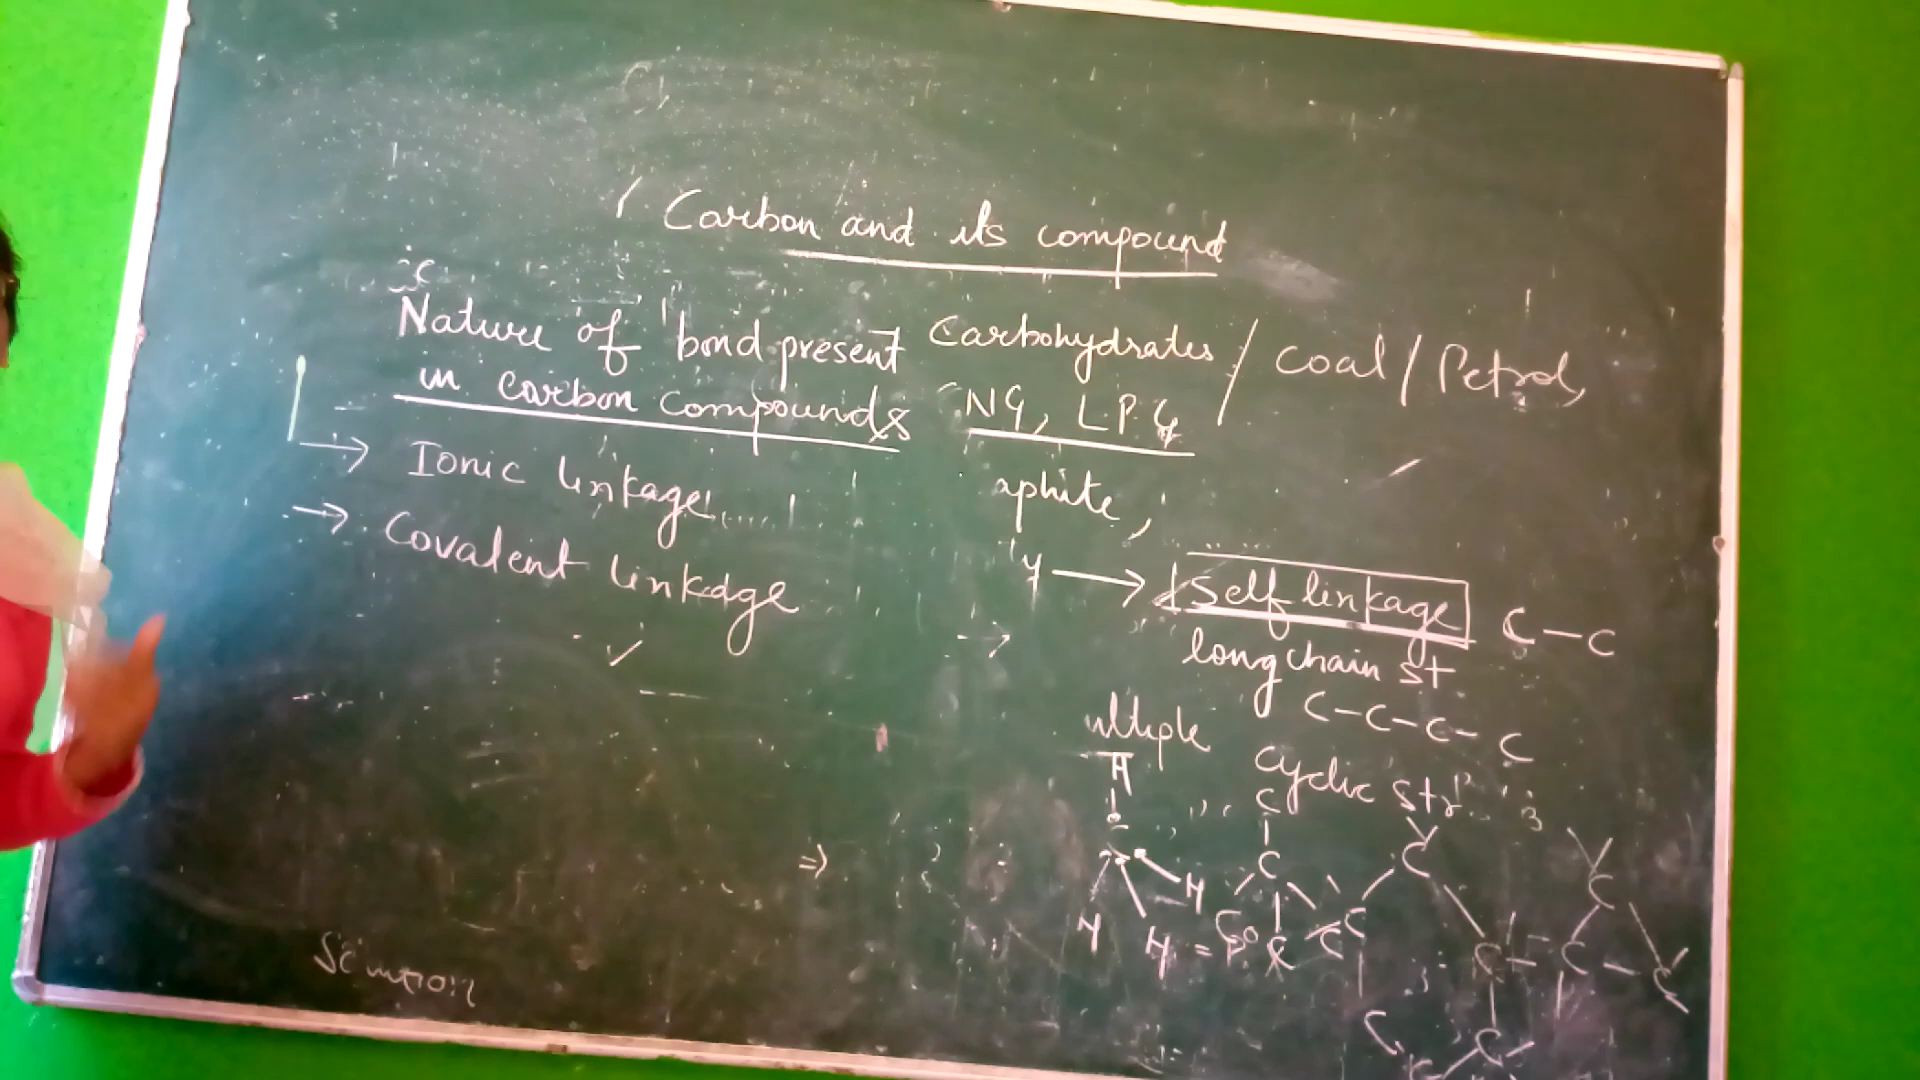 Carbon and its compound
Nature of bond present
in carbon compounds
→ Ionic linkage
→ Covalent linkage
Carbohydrates / Coal / Petrol,
NG, LPG
aphite,
y → Self linkage C-C
long chain st
C-C-C-C
ultiple
cyclic str